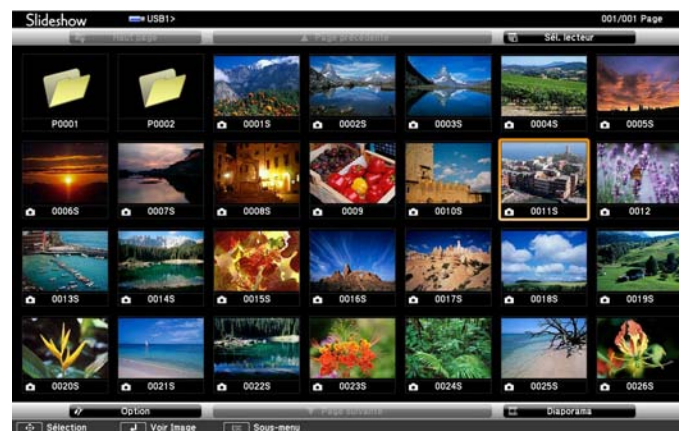 Slideshow USB1> 001/001 Page
Haut page Page précédente Sél. lecteur
P0001 P0002 0001S 0002S 0003S 0004S 0005S
0006S 0007S 0008S 0009 0010S 0011S 0012
0013S 0014S 0015S 0016S 0017S 0018S 0019S
0020S 0021S 0022S 0023S 0024S 0025S 0026S
Option Page suivante Diaporama
Sélection Voir Image Sous-menu